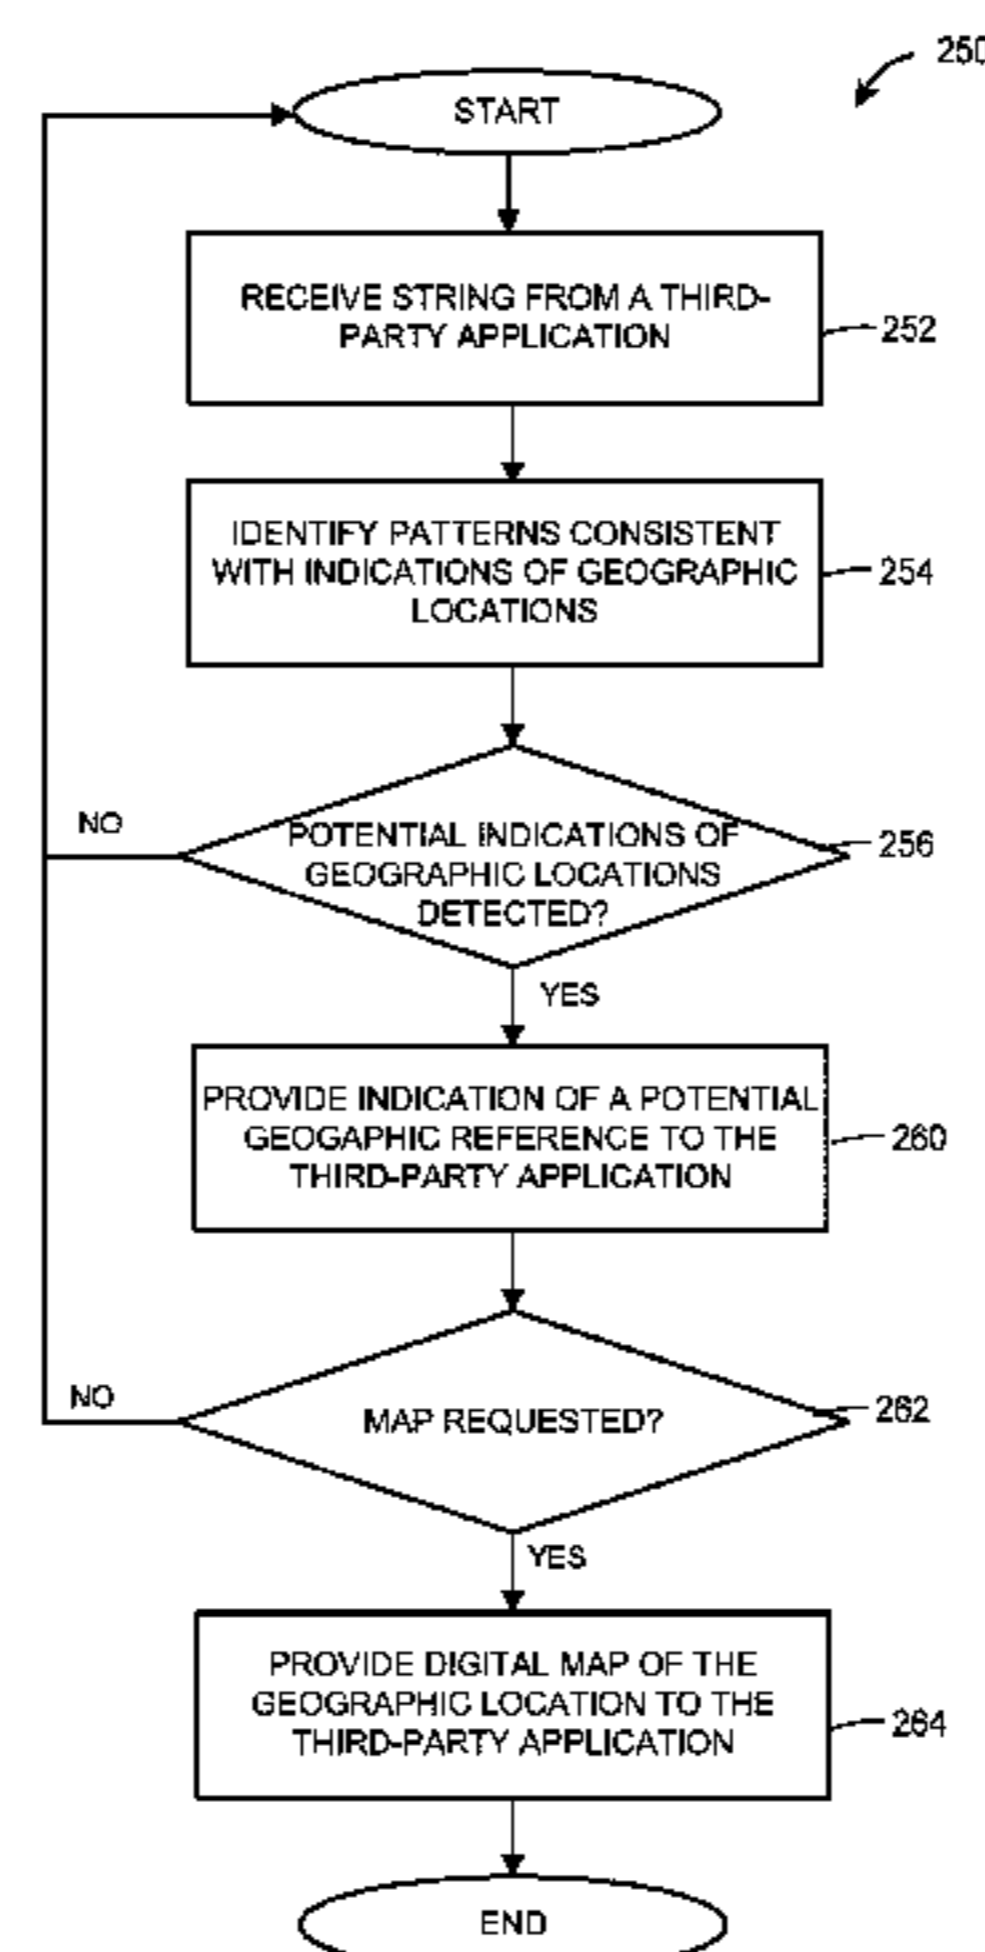 250
START
RECEIVE STRING FROM A THIRD-
PARTY APPLICATION
252
IDENTIFY PATTERNS CONSISTENT
WITH INDICATIONS OF GEOGRAPHIC
LOCATIONS
254
NO
POTENTIAL INDICATIONS OF
GEOGRAPHIC LOCATIONS
DETECTED?
256
YES
PROVIDE INDICATION OF A POTENTIAL
GEOGAPHIC REFERENCE TO THE
THIRD-PARTY APPLICATION
260
NO
MAP REQUESTED?
262
YES
PROVIDE DIGITAL MAP OF THE
GEOGRAPHIC LOCATION TO THE
THIRD-PARTY APPLICATION
264
END